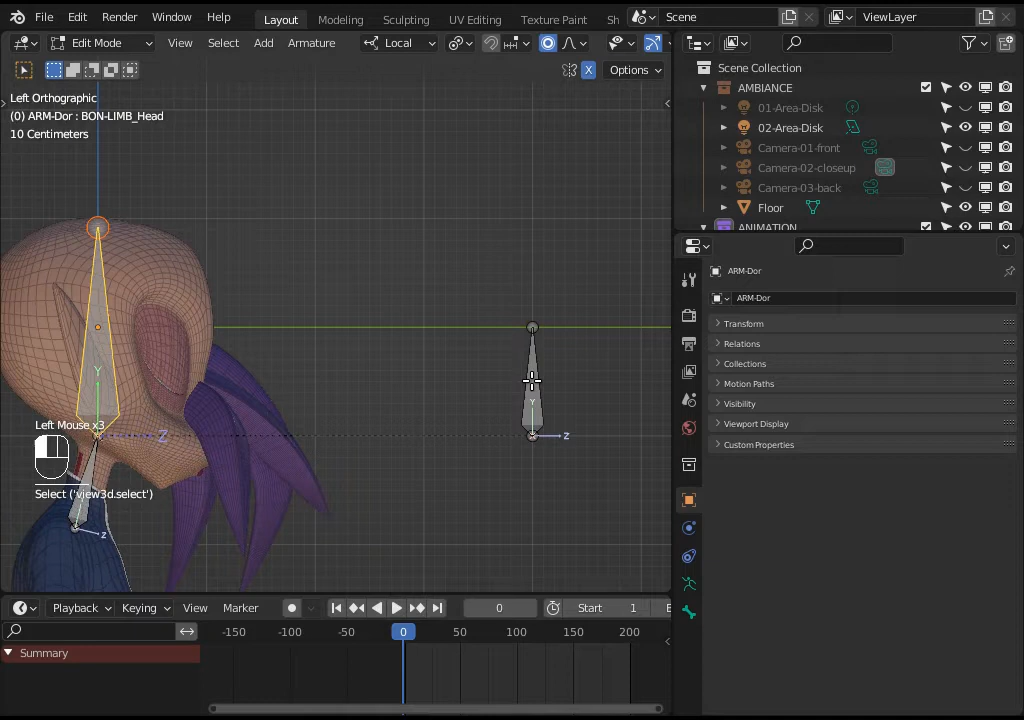 File Edit Render Window Help Layout Modeling Sculpting UV Editing Texture Paint Sh Scene ViewLayer
Edit Mode View Select Add Armature Local
X Options
Left Orthographic
(0) ARM-Dor : BON-LIMB_Head
10 Centimeters
Y
Z
Y
Z
Left Mouse x3
Select ('view3d.select')
Z
Scene Collection
AMBIANCE
01-Area-Disk
02-Area-Disk
Camera-01-front
Camera-02-closeup
Camera-03-back
Floor
ANIMATION
ARM-Dor
ARM-Dor
Transform
Relations
Collections
Motion Paths
Visibility
Viewport Display
Custom Properties
Playback Keying View Marker 0 Start 1 E
-150 -100 -50 0 50 100 150 200
Summary